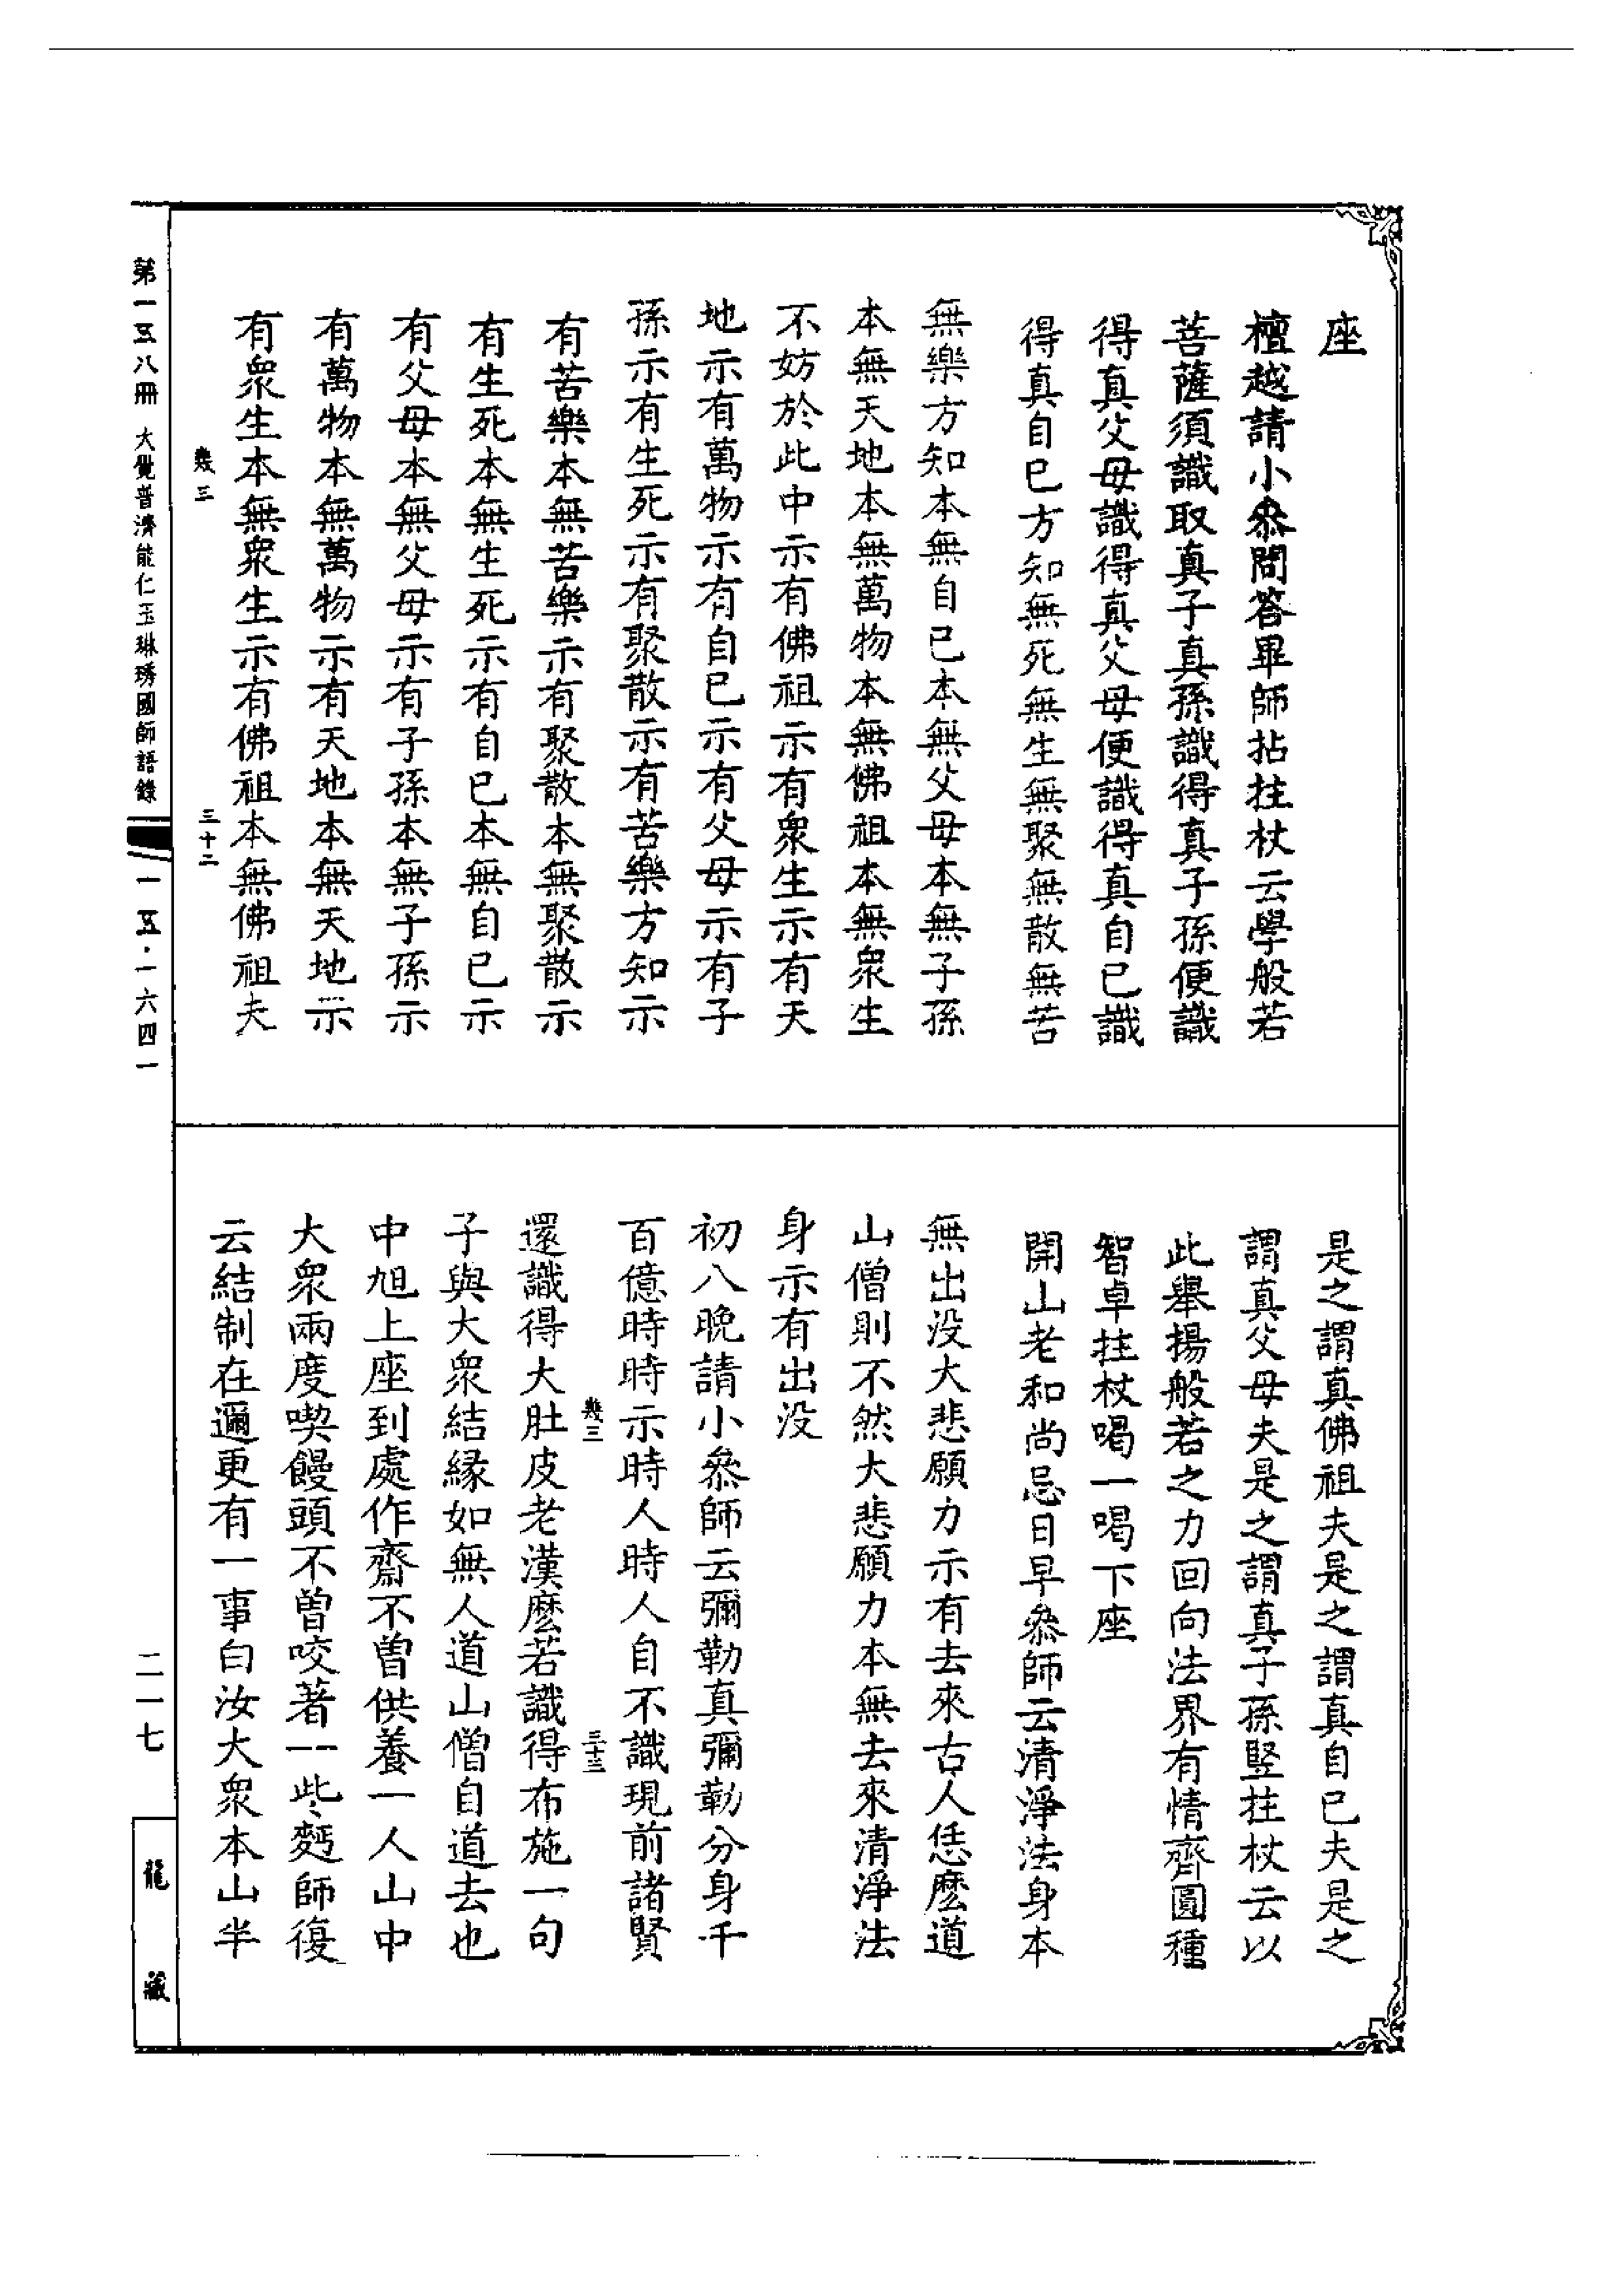 座
檀越請小叅問答畢師拈拄杖云學般若
菩薩須識取真子真孫識得真子孫便識
得真父母識得真父母便識得真自已識
得真自已方知無死無生無聚無散無苦
無樂方知本無自已本無父母本無子孫
本無天地本無萬物本無佛祖本無衆生
不妨於此中示有佛祖示有衆生示有天
地示有萬物示有自已示有父母示有子
孫示有生死示有聚散示有苦樂方知示
有苦樂本無苦樂示有聚散本無聚散示
有生死本無生死示有自已本無自已示
有父母本無父母示有子孫本無子孫示
有萬物本無萬物示有天地本無天地示
有衆生本無衆生示有佛祖本無佛祖夫
幾三 三十二
是之謂真佛祖夫是之謂真自已夫是之
謂真父母夫是之謂真子孫竪拄杖云以
此舉揚般若之力回向法界有情齊圓種
智卓拄杖喝一喝下座
開山老和尚忌日早叅師云清淨法身本
無出没大悲願力示有去來古人恁麽道
山僧則不然大悲願力本無去來清淨法
身示有出没
初八晚請小叅師云彌勒真彌勒分身千
百億時時示時人時人自不識現前諸賢
幾三 三十三
還識得大肚皮老漢麽若識得布施一句
子與大衆結緣如無人道山僧自道去也
中旭上座到處作齋不曾供養一人山中
大衆兩度喫饅頭不曾咬著一些麪師復
云結制在邇更有一事白汝大衆本山半
第一五八冊 大覺普濟能仁玉琳琇國師語錄
一五·一六四一
二一七
龍藏